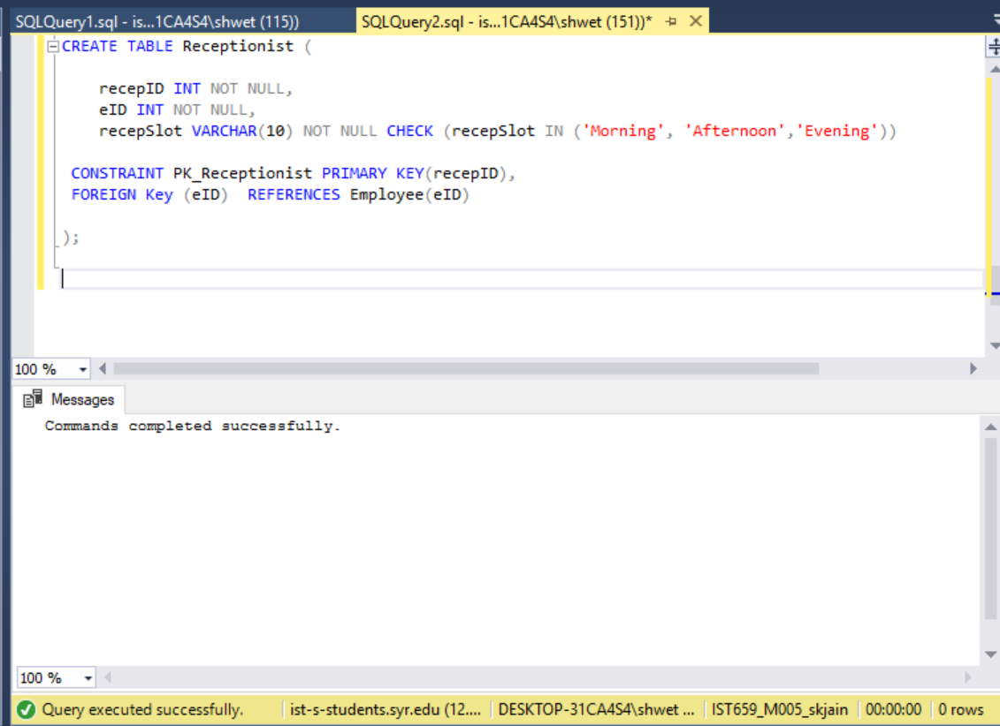 SQLQuery1.sql - is...1CA4S4\shwet (115))
SQLQuery2.sql - is...1CA4S4\shwet (151))*
CREATE TABLE Receptionist (
recepID INT NOT NULL,
eID INT NOT NULL,
recepSlot VARCHAR(10) NOT NULL CHECK (recepSlot IN ('Morning', 'Afternoon','Evening'))
CONSTRAINT PK_Receptionist PRIMARY KEY(recepID),
FOREIGN Key (eID)  REFERENCES Employee(eID)
);
100 %
Messages
Commands completed successfully.
100 %
Query executed successfully. ist-s-students.syr.edu (12.... DESKTOP-31CA4S4\shwet ... IST659_M005_skjain 00:00:00 0 rows